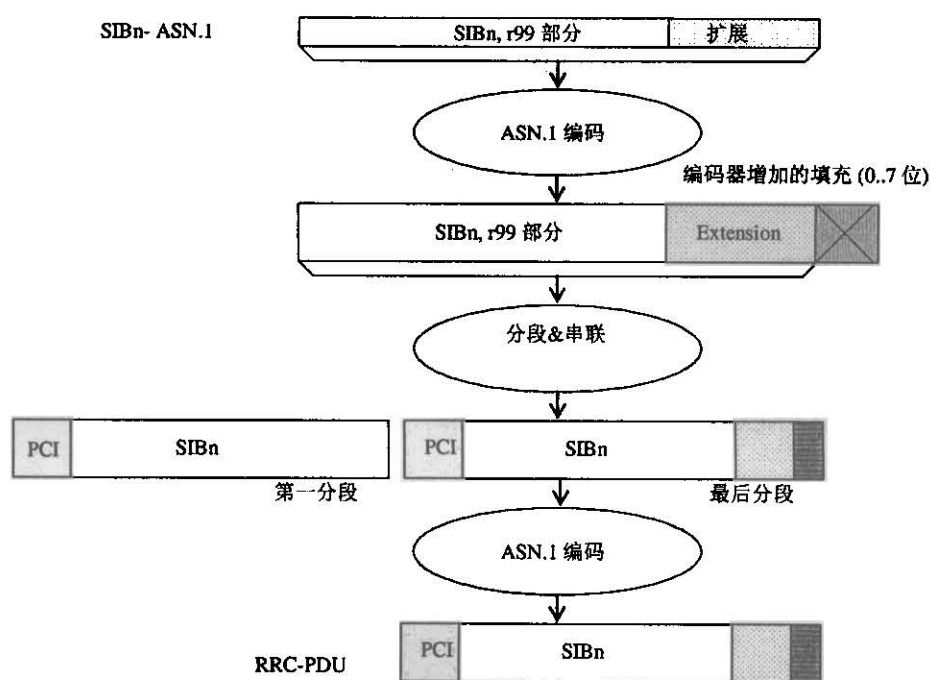 SIBn- ASN.1
SIBn, r99 部分
扩展
ASN.1 编码
编码器增加的填充 (0..7 位)
SIBn, r99 部分
Extension
分段&串联
PCI
SIBn
PCI
SIBn
第一分段
最后分段
ASN.1 编码
PCI
SIBn
RRC-PDU